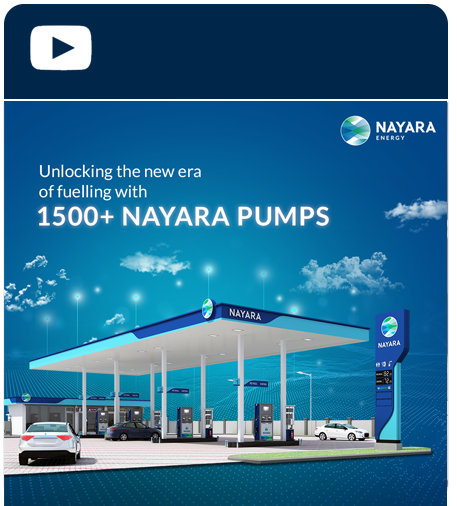 NAYARA
ENERGY
Unlocking the new era
of fuelling with
1500+ NAYARA PUMPS
NAYARA
NAYARA